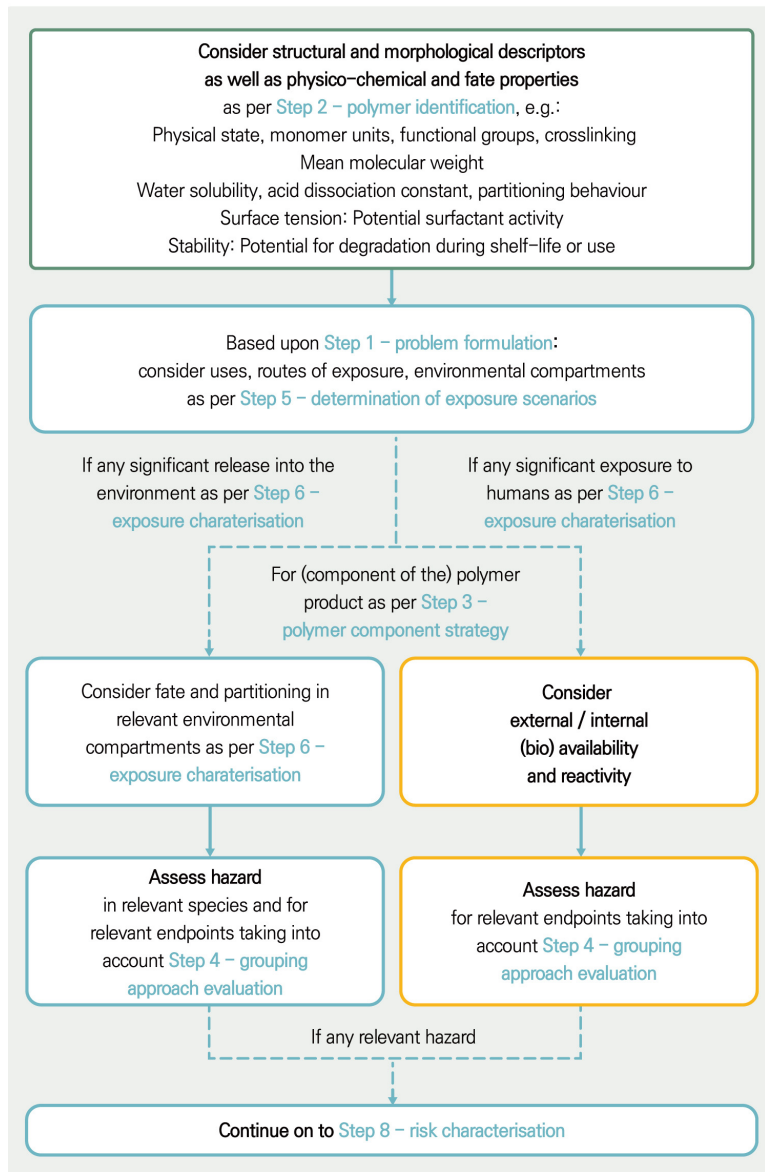 Consider structural and morphological descriptors
as well as physico-chemical and fate properties
as per Step 2 – polymer identification, e.g.:
Physical state, monomer units, functional groups, crosslinking
Mean molecular weight
Water solubility, acid dissociation constant, partitioning behaviour
Surface tension: Potential surfactant activity
Stability: Potential for degradation during shelf-life or use
Based upon Step 1 – problem formulation:
consider uses, routes of exposure, environmental compartments
as per Step 5 – determination of exposure scenarios
If any significant release into the
environment as per Step 6 –
exposure charaterisation
If any significant exposure to
humans as per Step 6 –
exposure charaterisation
For (component of the) polymer
product as per Step 3 –
polymer component strategy
Consider fate and partitioning in
relevant environmental
compartments as per Step 6 –
exposure charaterisation
Consider
external / internal
(bio) availability
and reactivity
Assess hazard
in relevant species and for
relevant endpoints taking into
account Step 4 – grouping
approach evaluation
Assess hazard
for relevant endpoints taking into
account Step 4 – grouping
approach evaluation
If any relevant hazard
Continue on to Step 8 – risk characterisation